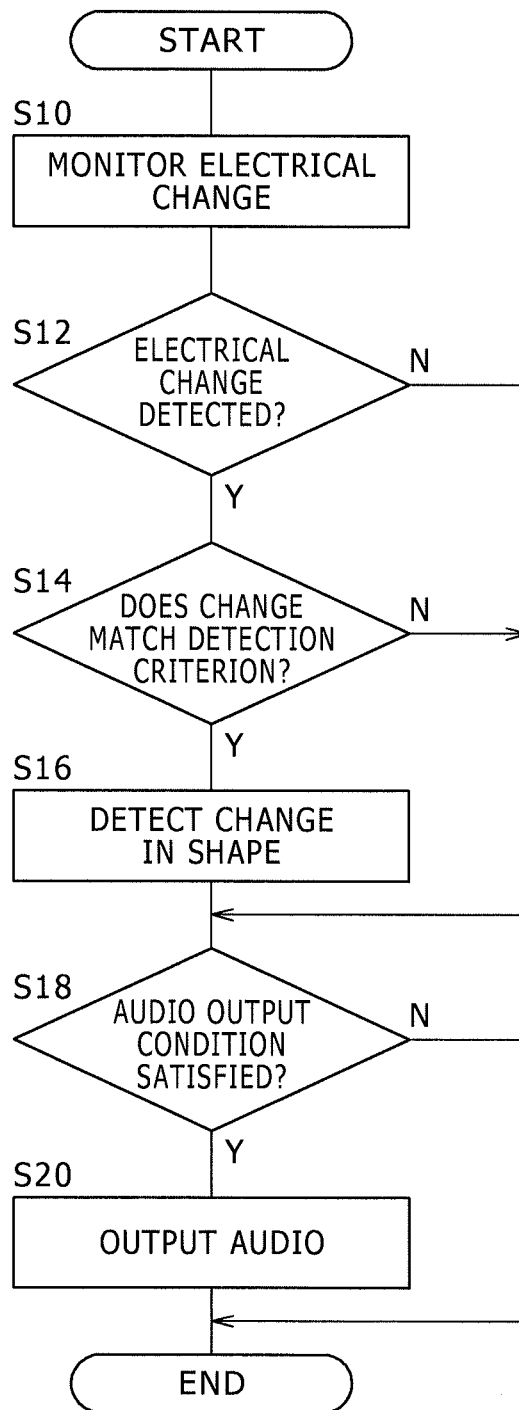 START
S10
MONITOR ELECTRICAL
CHANGE
S12
ELECTRICAL
CHANGE
DETECTED?
N
Y
S14
DOES CHANGE
MATCH DETECTION
CRITERION?
N
Y
S16
DETECT CHANGE
IN SHAPE
S18
AUDIO OUTPUT
CONDITION
SATISFIED?
N
Y
S20
OUTPUT AUDIO
END